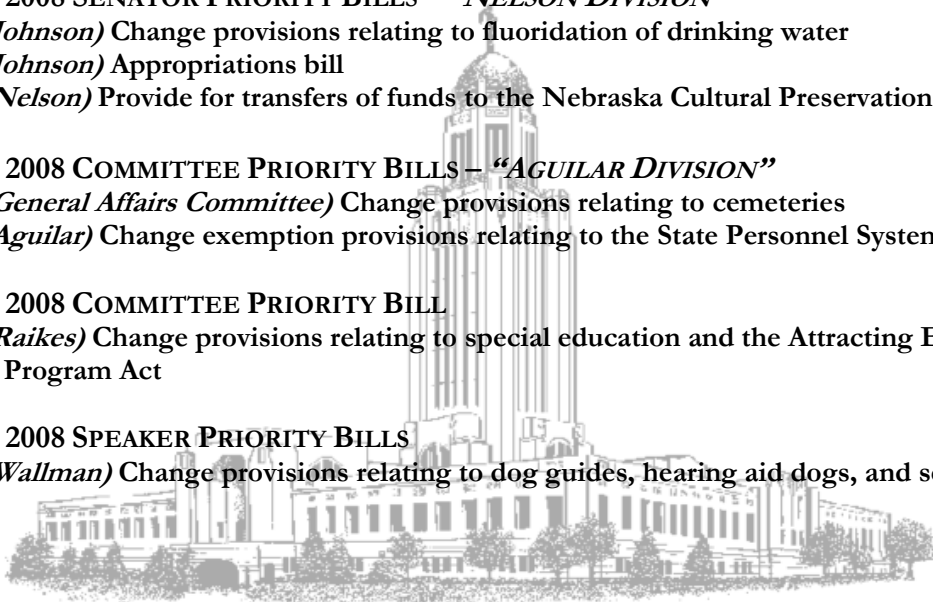 2008 SENATOR PRIORITY BILLS – "NELSON DIVISION"
Johnson) Change provisions relating to fluoridation of drinking water
Johnson) Appropriations bill
Nelson) Provide for transfers of funds to the Nebraska Cultural Preservation
2008 COMMITTEE PRIORITY BILLS – "AGUILAR DIVISION"
General Affairs Committee) Change provisions relating to cemeteries
Aguilar) Change exemption provisions relating to the State Personnel System
2008 COMMITTEE PRIORITY BILL
Raikes) Change provisions relating to special education and the Attracting
Program Act
2008 SPEAKER PRIORITY BILLS
Wallman) Change provisions relating to dog guides, hearing aid dogs, and